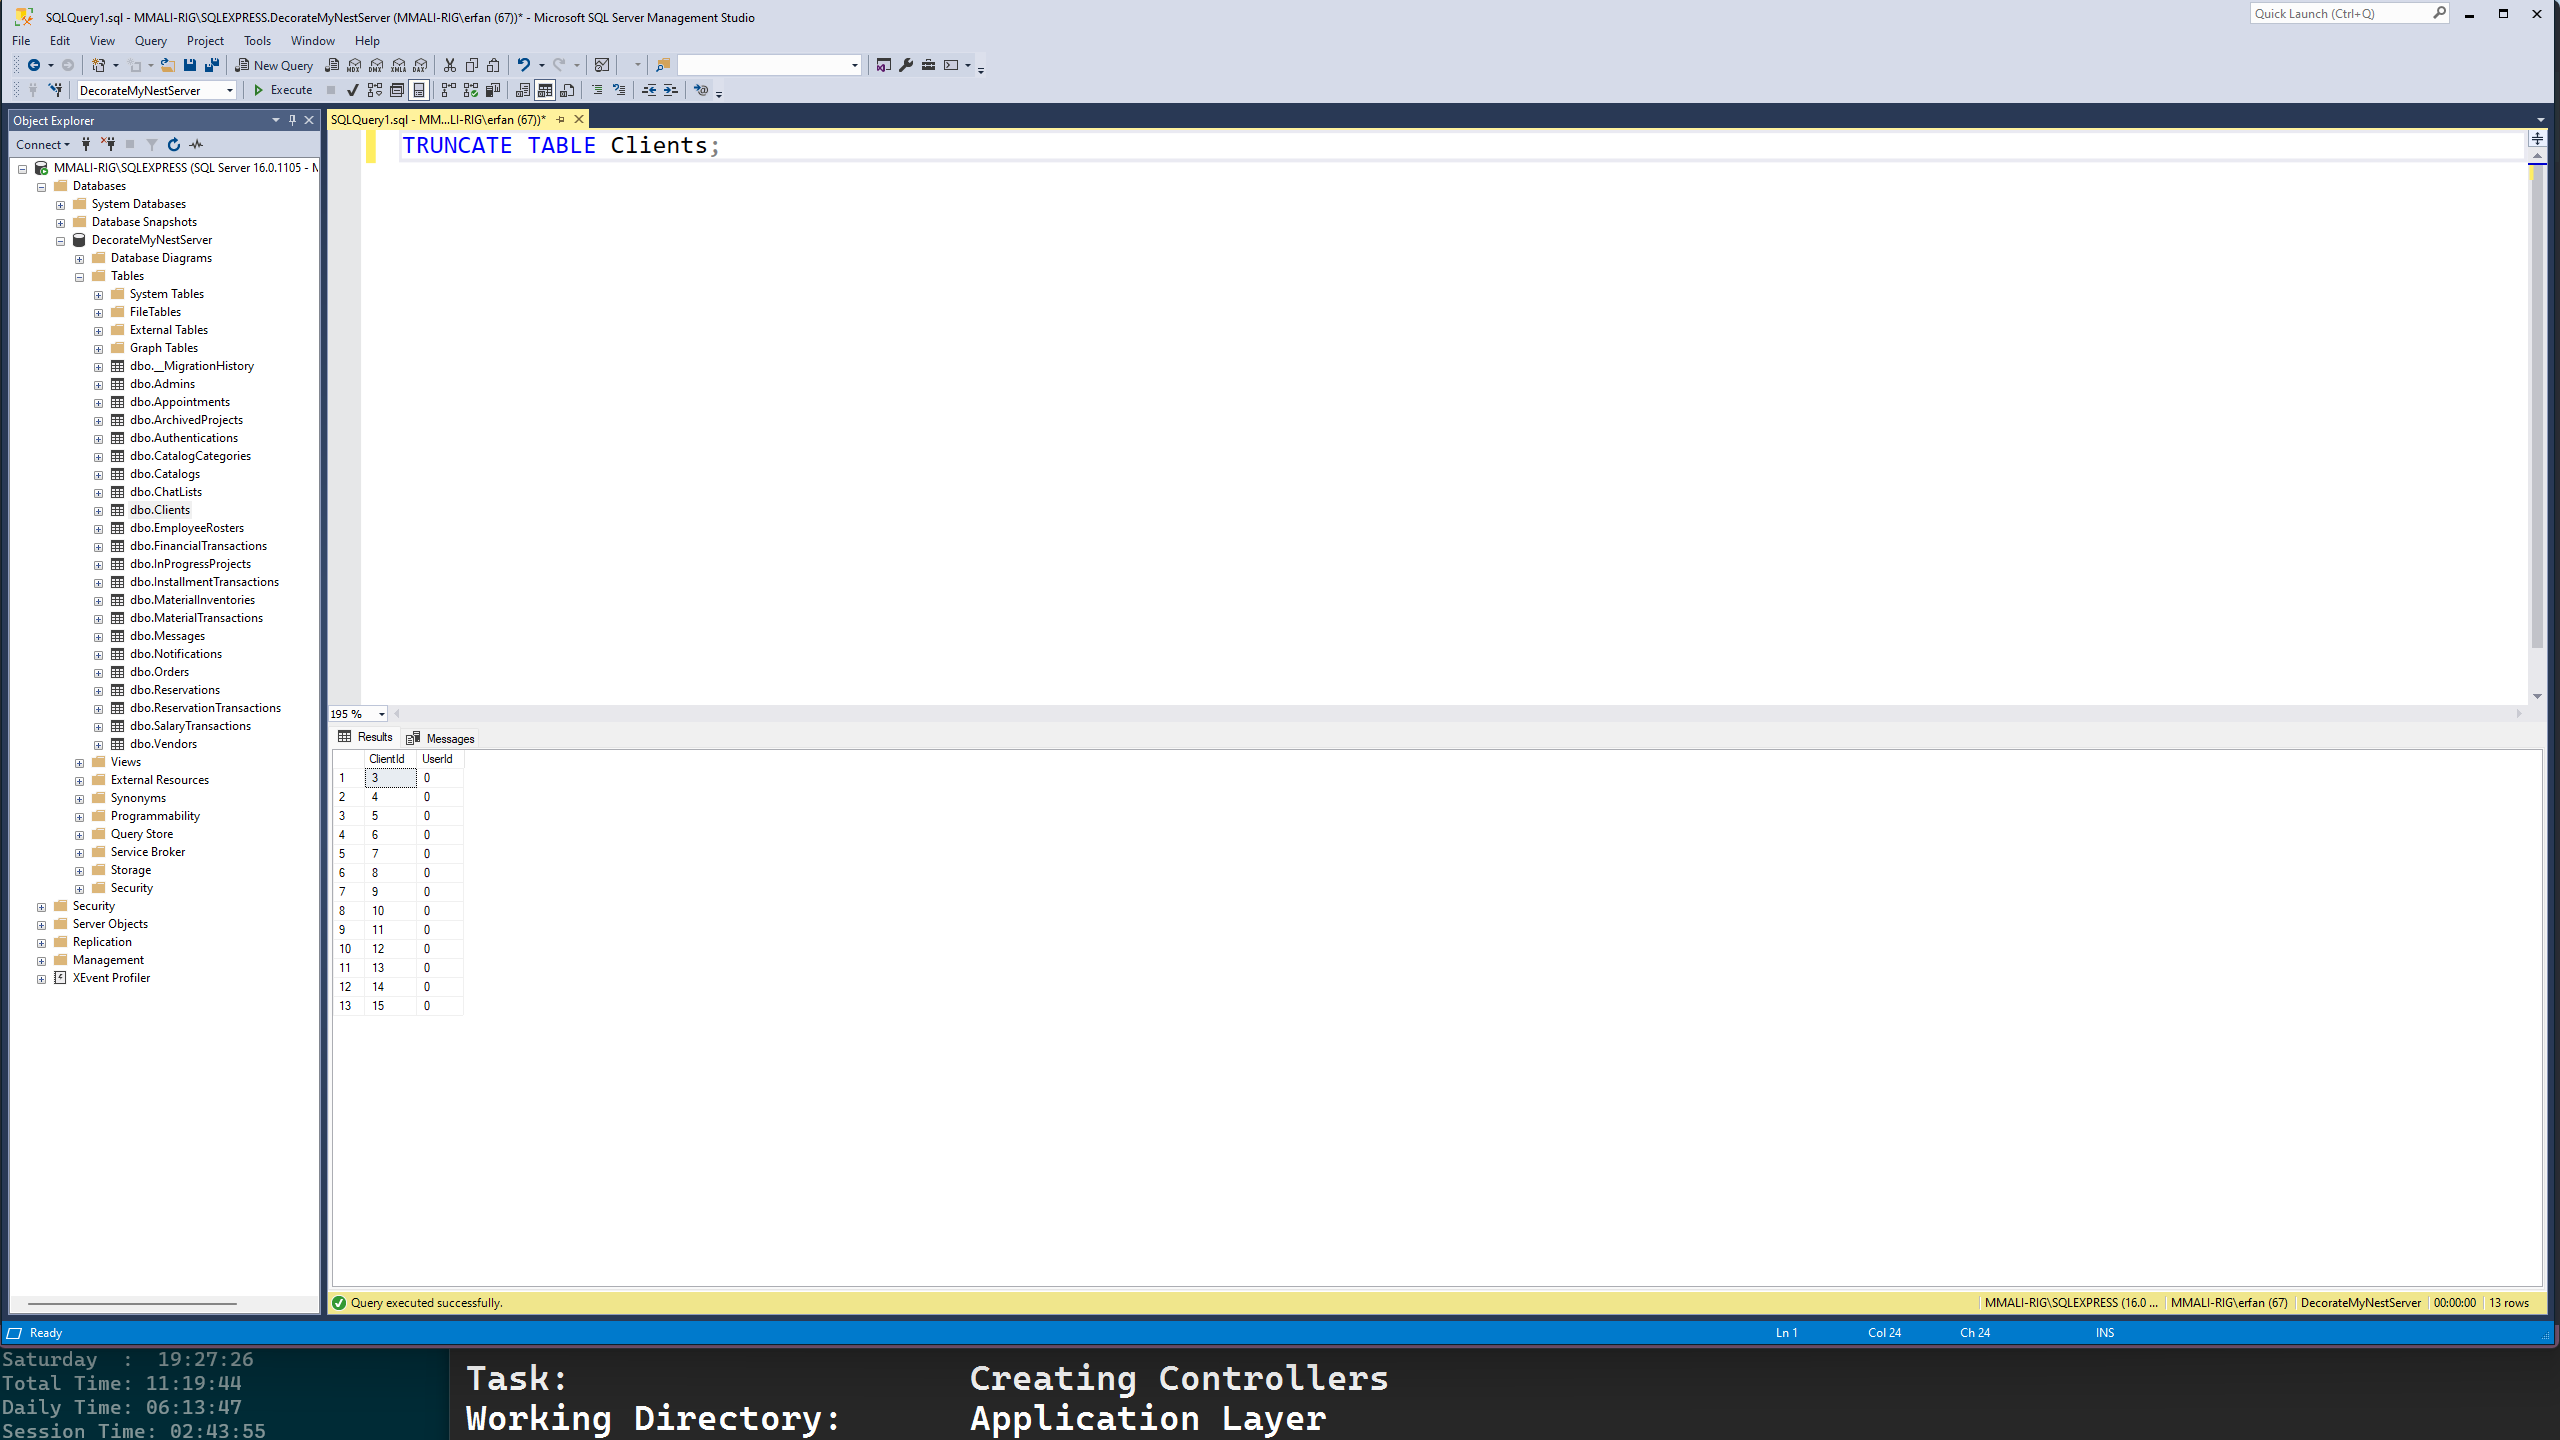 SQLQuery1.sql - MMALI-RIG\SQLEXPRESS.DecorateMyNestServer (MMALI-RIG\erfan (67))* - Microsoft SQL Server Management Studio
Quick Launch (Ctrl+Q)
File Edit View Query Project Tools Window Help
New Query
DecorateMyNestServer Execute
Object Explorer
SQLQuery1.sql - MM...LI-RIG\erfan (67))*
Connect
TRUNCATE TABLE Clients;
MMALI-RIG\SQLEXPRESS (SQL Server 16.0.1105 - M
Databases
System Databases
Database Snapshots
DecorateMyNestServer
Database Diagrams
Tables
System Tables
FileTables
External Tables
Graph Tables
dbo.__MigrationHistory
dbo.Admins
dbo.Appointments
dbo.ArchivedProjects
dbo.Authentications
dbo.CatalogCategories
dbo.Catalogs
dbo.ChatLists
dbo.Clients
dbo.EmployeeRosters
dbo.FinancialTransactions
dbo.InProgressProjects
dbo.InstallmentTransactions
dbo.MaterialInventories
dbo.MaterialTransactions
dbo.Messages
dbo.Notifications
dbo.Orders
dbo.Reservations
dbo.ReservationTransactions
dbo.SalaryTransactions
dbo.Vendors
Views
External Resources
Synonyms
Programmability
Query Store
Service Broker
Storage
Security
Security
Server Objects
Replication
Management
XEvent Profiler
195 %
Results Messages
ClientId UserId
1 3 0
2 4 0
3 5 0
4 6 0
5 7 0
6 8 0
7 9 0
8 10 0
9 11 0
10 12 0
11 13 0
12 14 0
13 15 0
Query executed successfully.
MMALI-RIG\SQLEXPRESS (16.0 ... MMALI-RIG\erfan (67) DecorateMyNestServer 00:00:00 13 rows
Ready Ln 1 Col 24 Ch 24 INS
Saturday : 19:27:26
Total Time: 11:19:44
Daily Time: 06:13:47
Session Time: 02:43:55
Task: Creating Controllers
Working Directory: Application Layer